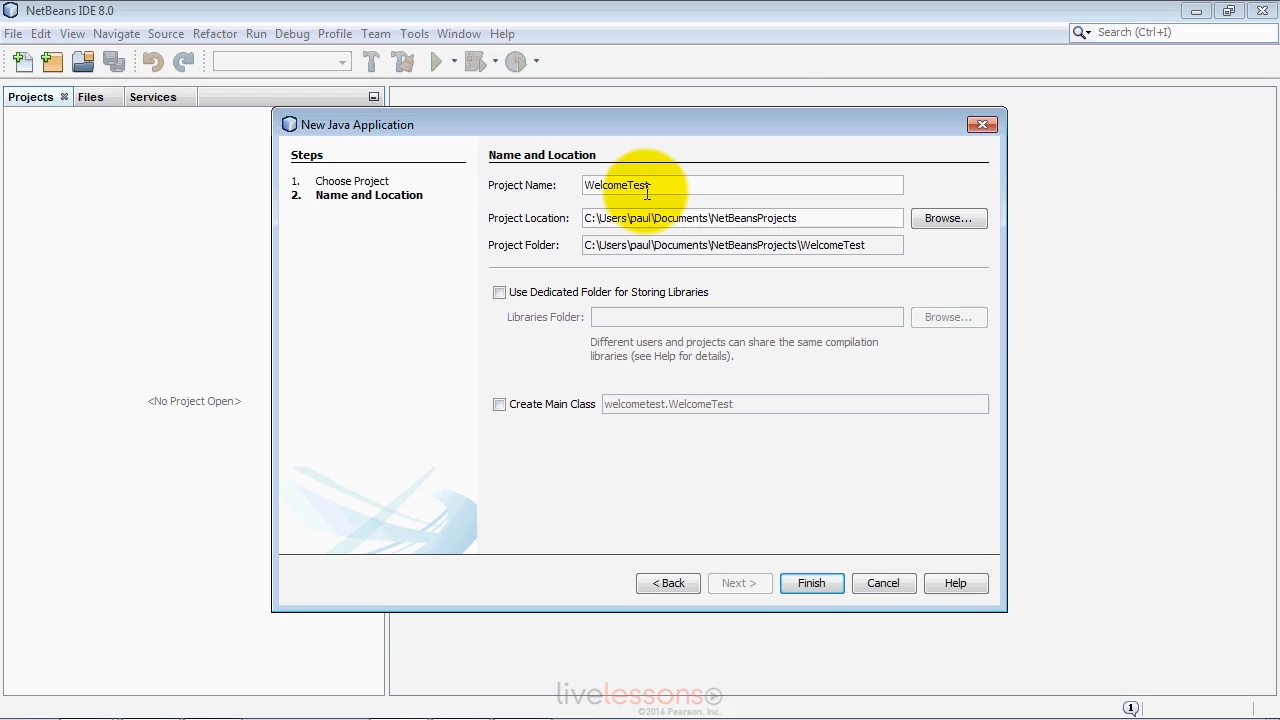 NetBeans IDE 8.0
File Edit View Navigate Source Refactor Run Debug Profile Team Tools Window Help
Search (Ctrl+I)
Projects Files Services
<No Project Open>
New Java Application
Steps
1. Choose Project
2. Name and Location
Name and Location
Project Name: WelcomeTest
Project Location: C:\Users\paul\Documents\NetBeansProjects Browse...
Project Folder: C:\Users\paul\Documents\NetBeansProjects\WelcomeTest
Use Dedicated Folder for Storing Libraries
Libraries Folder: Browse...
Different users and projects can share the same compilation
libraries (see Help for details).
Create Main Class welcometest.WelcomeTest
< Back Next > Finish Cancel Help
livelessons
©2014 Pearson, Inc.
1